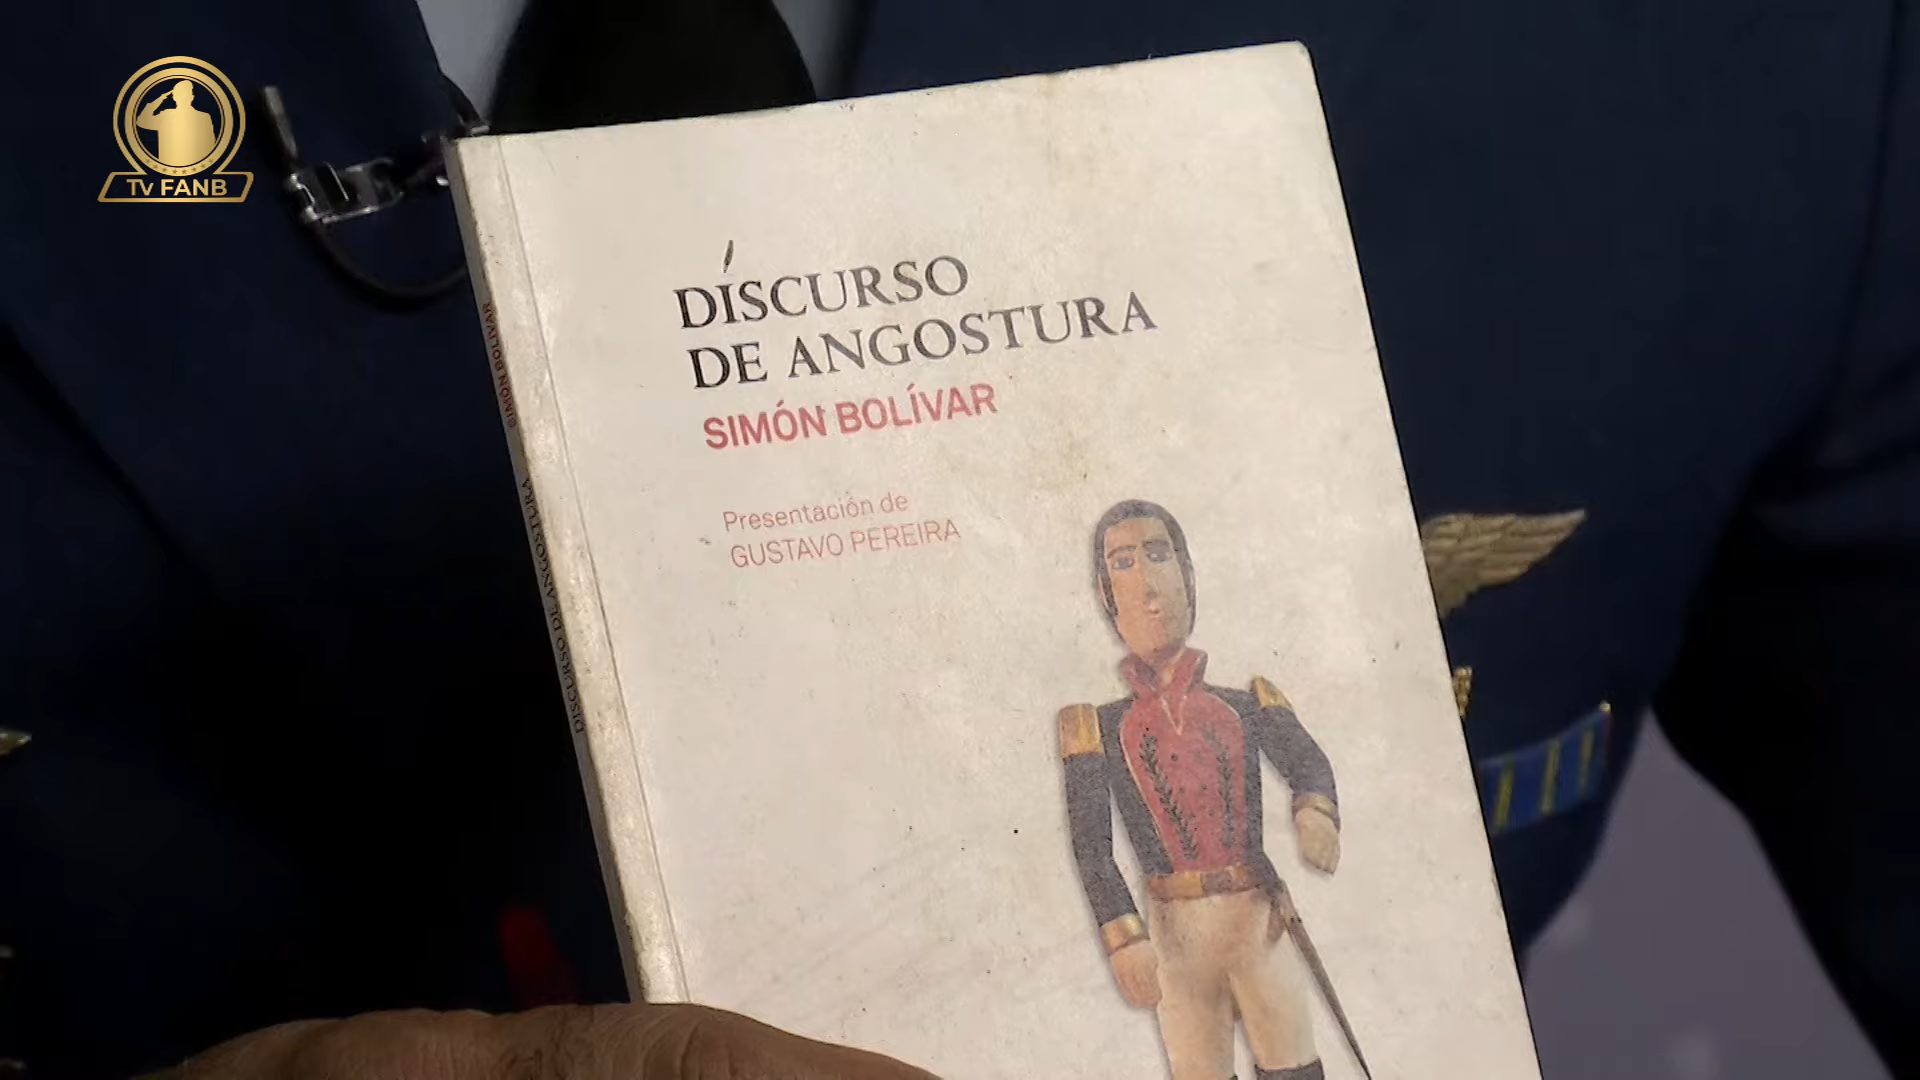 TV FANB
DISCURSO
DE ANGOSTURA
SIMÓN BOLÍVAR
Presentación de
GUSTAVO PEREIRA
SIMÓN BOLÍVAR
DISCURSO DE ANGOSTURA